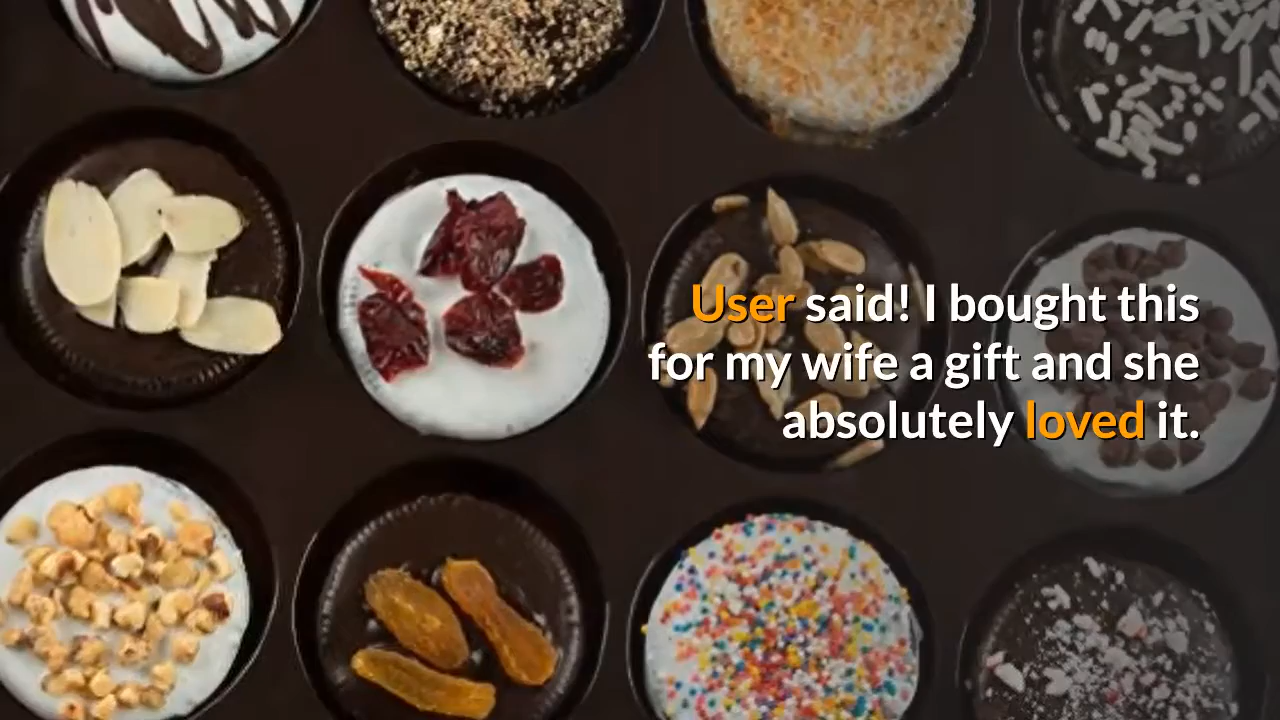 User said! I bought this
for my wife a gift and she
absolutely loved it.